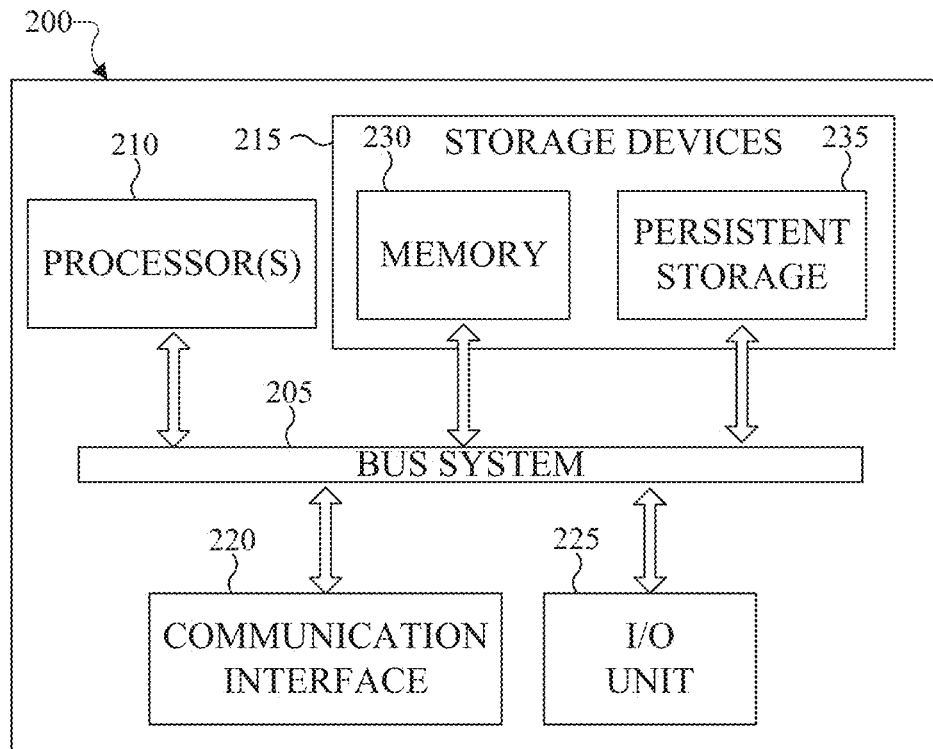 200
215
STORAGE DEVICES
210
230
235
PROCESSOR(S)
MEMORY
PERSISTENT
STORAGE
205
BUS SYSTEM
220
225
COMMUNICATION
INTERFACE
I/O
UNIT